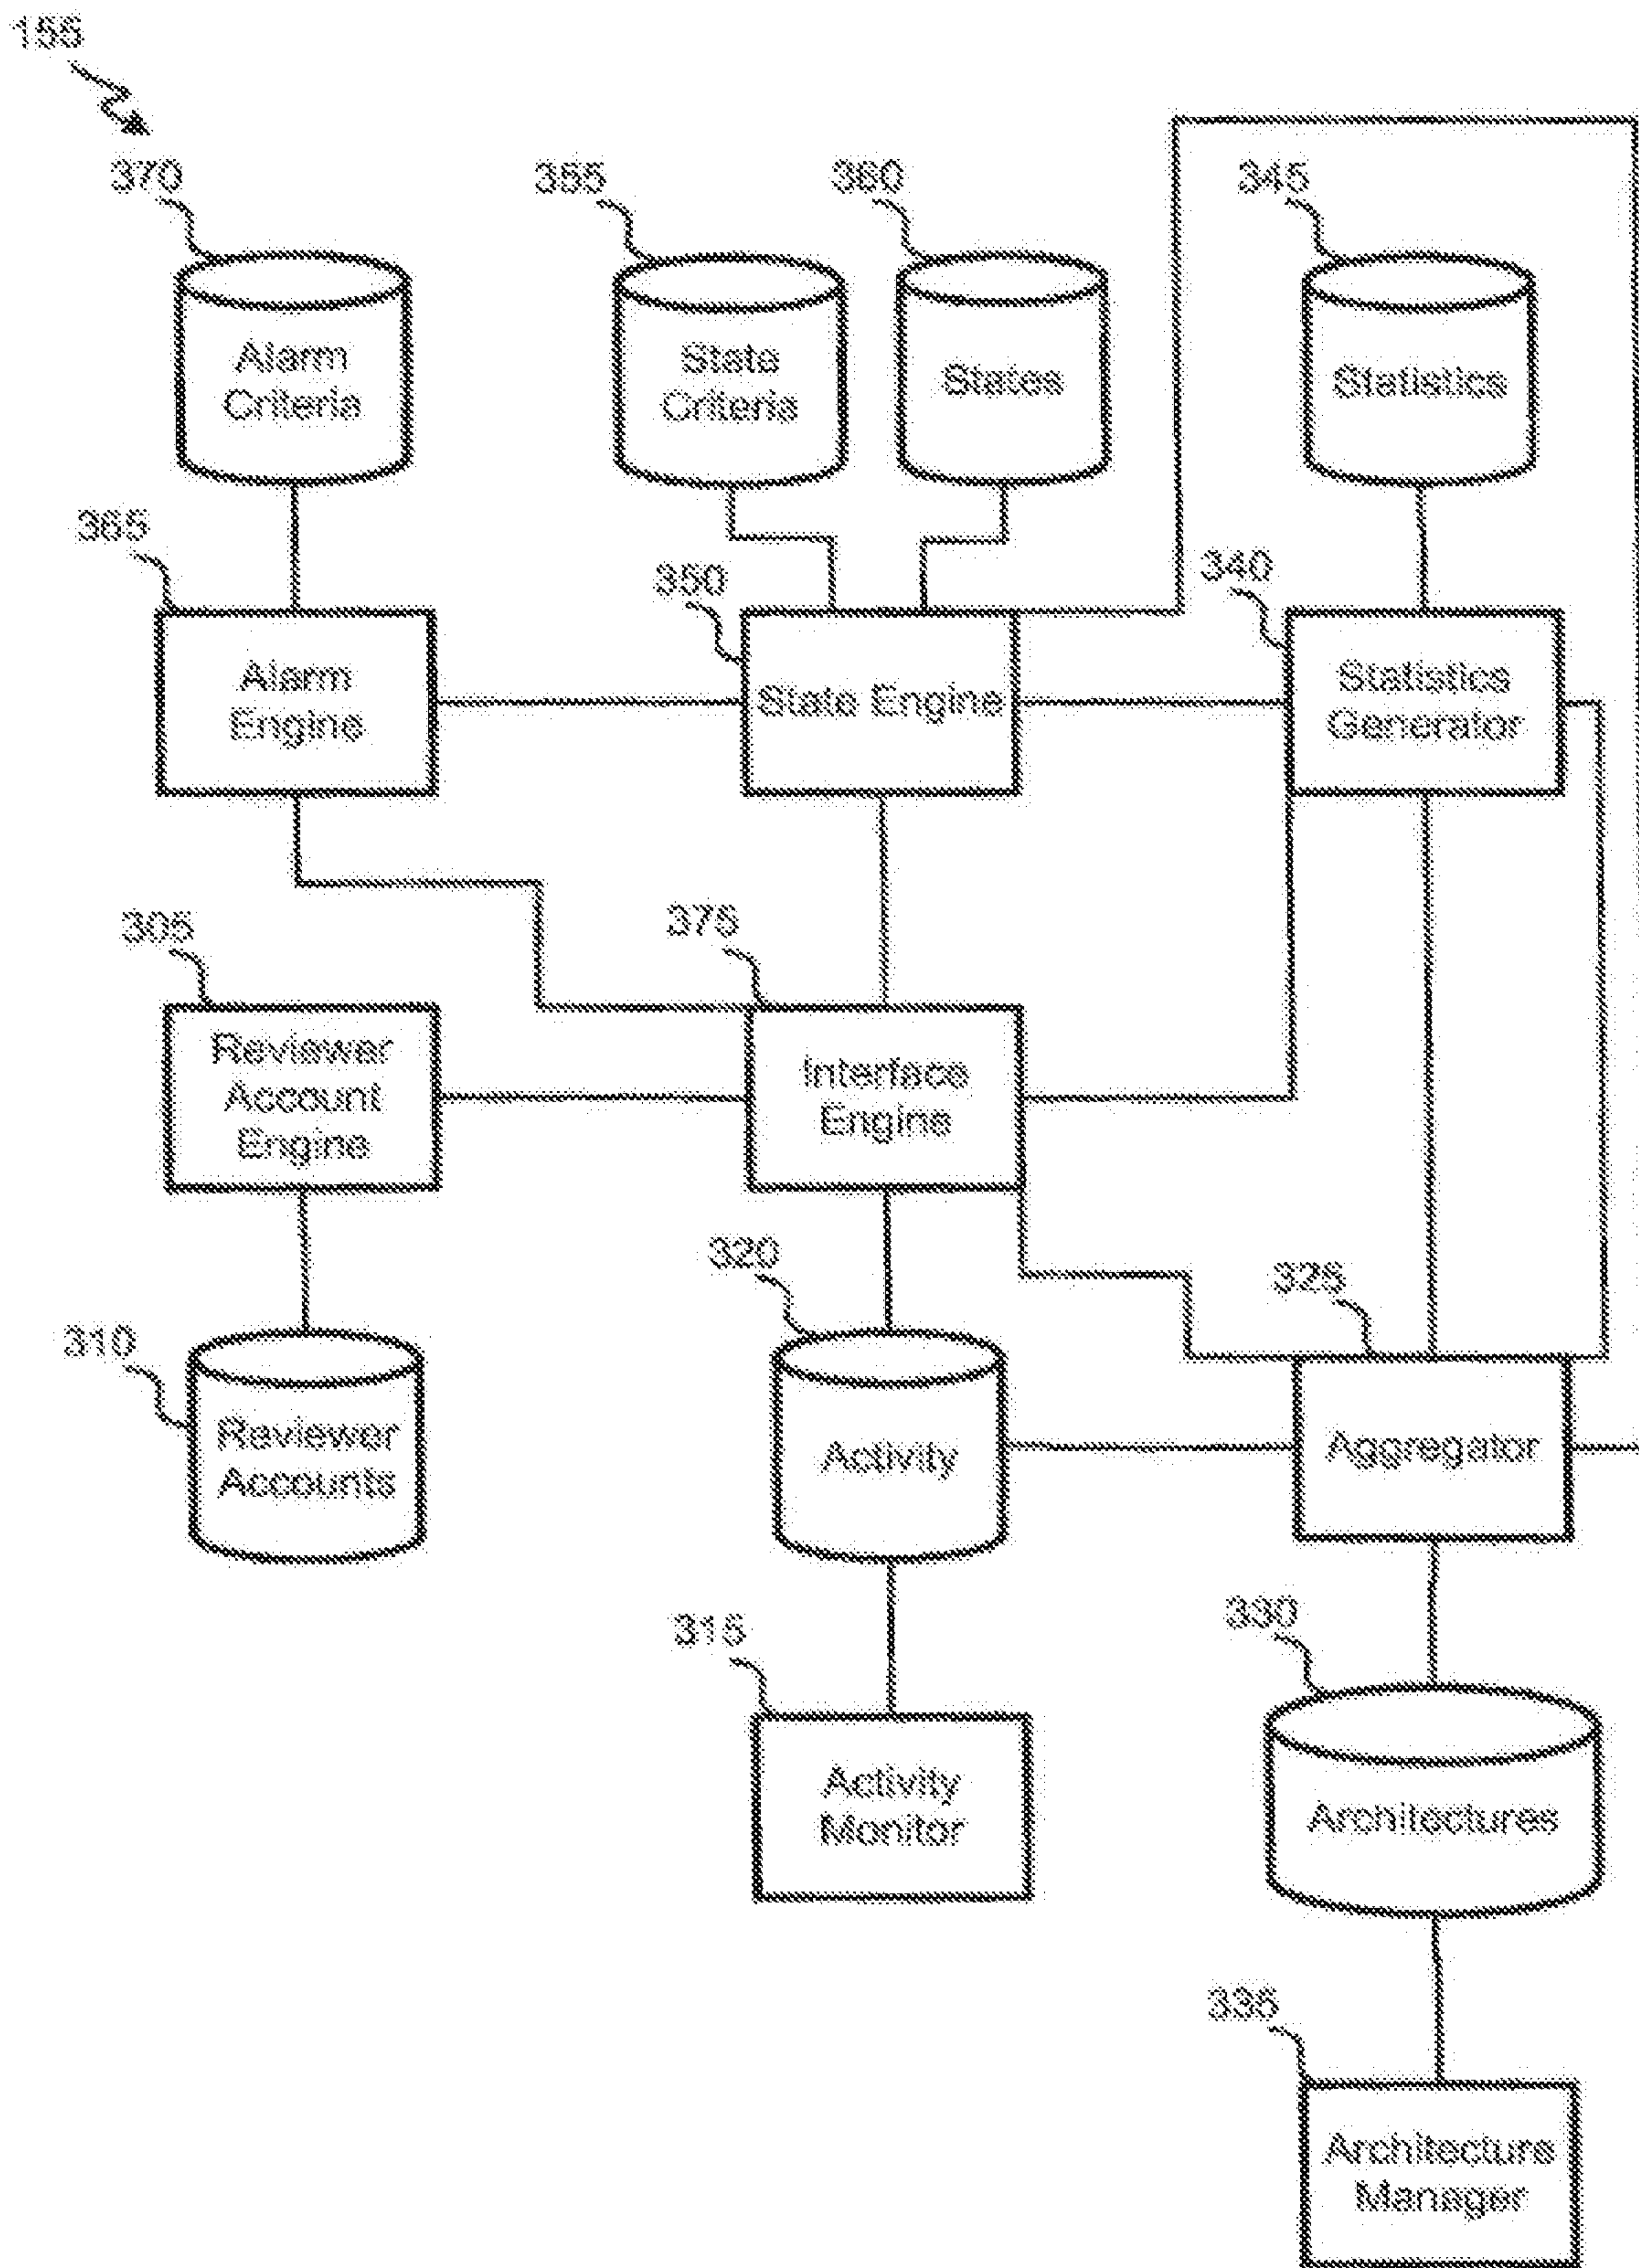 155
370
355
360
345
Alarm
Criteria
State
Criteria
States
Statistics
365
350
340
Alarm
Engine
State Engine
Statistics
Generator
305
375
Reviewer
Account
Engine
Interface
Engine
320
325
310
Reviewer
Accounts
Activity
Aggregator
315
330
Activity
Monitor
Architectures
335
Architecture
Manager